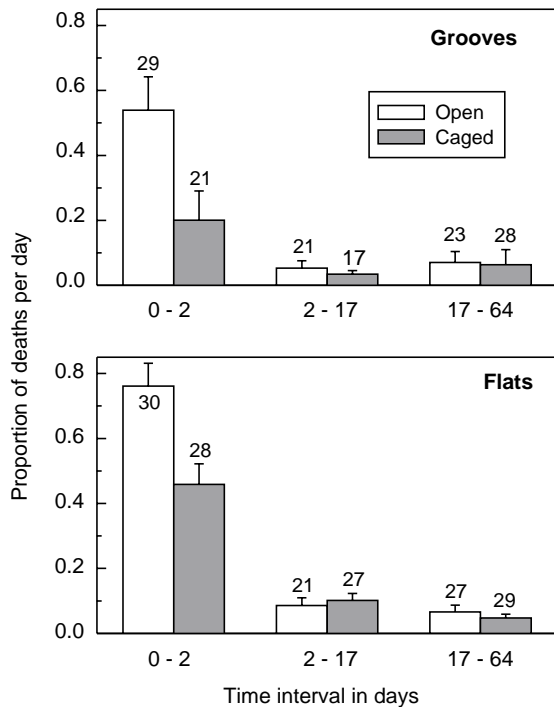 Grooves
0.8
29
Open
0.6
Caged
0.4
21
0.2
21
17
23
28
0.0
0 - 2
2 - 17
17 - 64
Proportion of deaths per day
0.8
Flats
30
0.6
28
0.4
0.2
21
27
27
29
0.0
0 - 2
2 - 17
17 - 64
Time interval in days